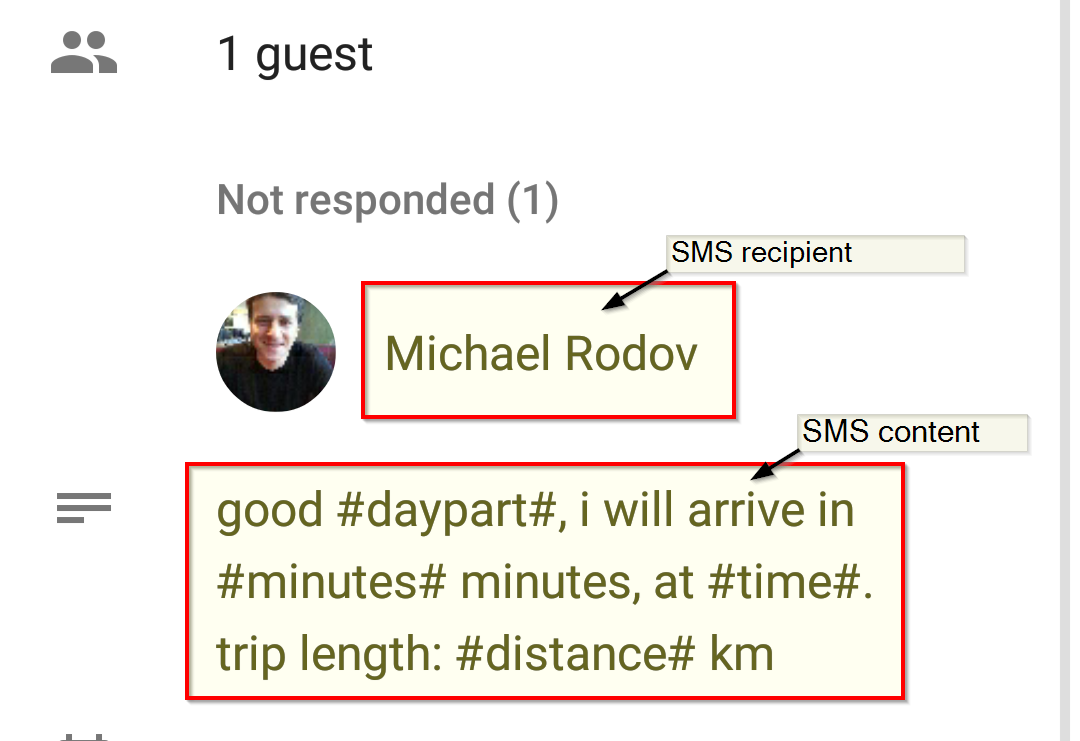 1 guest
Not responded (1)
SMS recipient
Michael Rodov
SMS content
good #daypart#, i will arrive in
#minutes# minutes, at #time#.
trip length: #distance# km